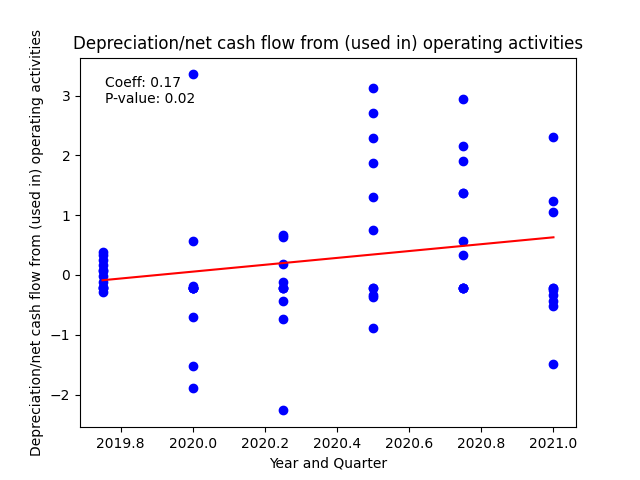 Depreciation/net cash flow from (used in) operating activities
Coeff: 0.17
P-value: 0.02
Depreciation/net cash flow from (used in) operating activities
3
2
1
0
−1
−2
2019.8 2020.0 2020.2 2020.4 2020.6 2020.8 2021.0
Year and Quarter